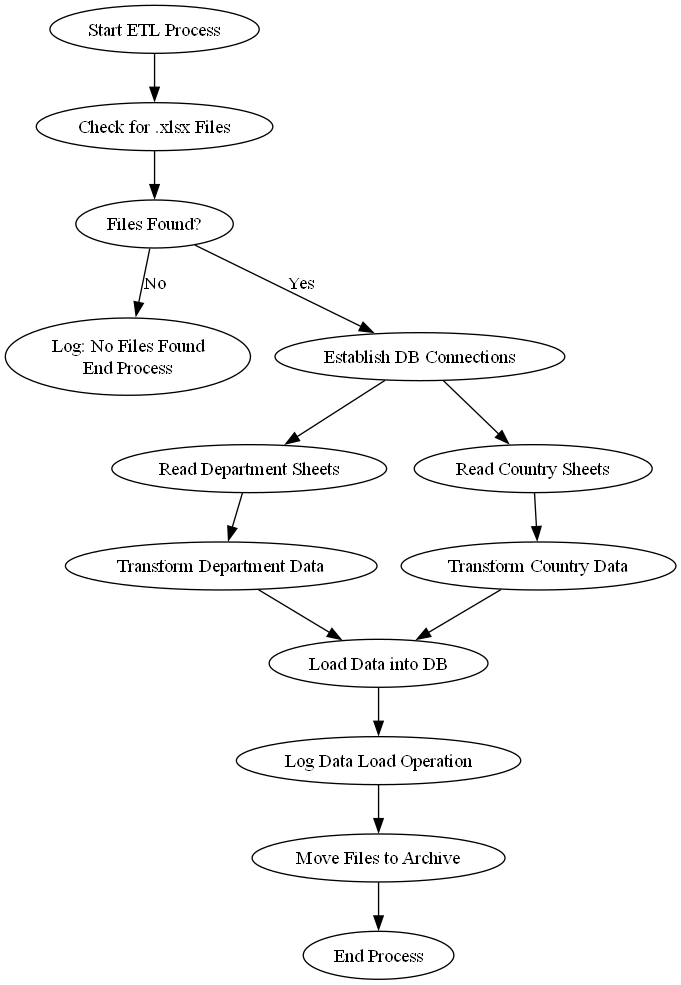 Start ETL Process
Check for .xlsx Files
Files Found?
No
Yes
Log: No Files Found
End Process
Establish DB Connections
Read Department Sheets
Read Country Sheets
Transform Department Data
Transform Country Data
Load Data into DB
Log Data Load Operation
Move Files to Archive
End Process